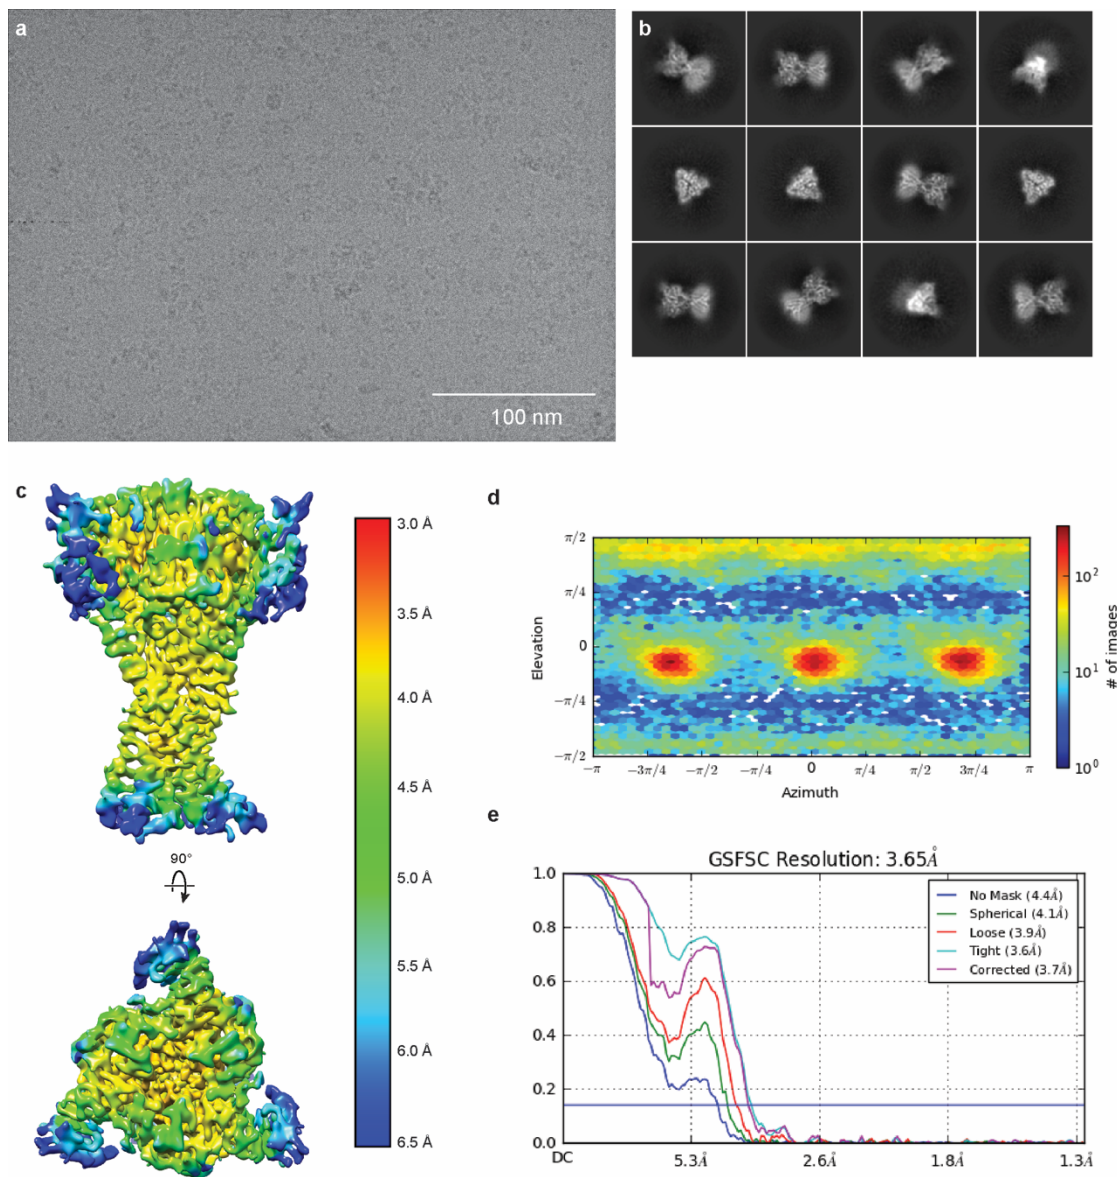 a
100 nm
b
c
90°
3.0 Å
3.5 Å
4.0 Å
4.5 Å
5.0 Å
5.5 Å
6.0 Å
6.5 Å
d
Elevation
π/2
π/4
0
−π/4
−π/2
−π
−3π/4
−π/2
−π/4
0
π/4
π/2
3π/4
π
Azimuth
10²
10¹
10⁰
# of images
e
GSFSC Resolution: 3.65Å
1.0
0.8
0.6
0.4
0.2
0.0
No Mask (4.4Å)
Spherical (4.1Å)
Loose (3.9Å)
Tight (3.6Å)
Corrected (3.7Å)
DC
5.3Å
2.6Å
1.8Å
1.3Å